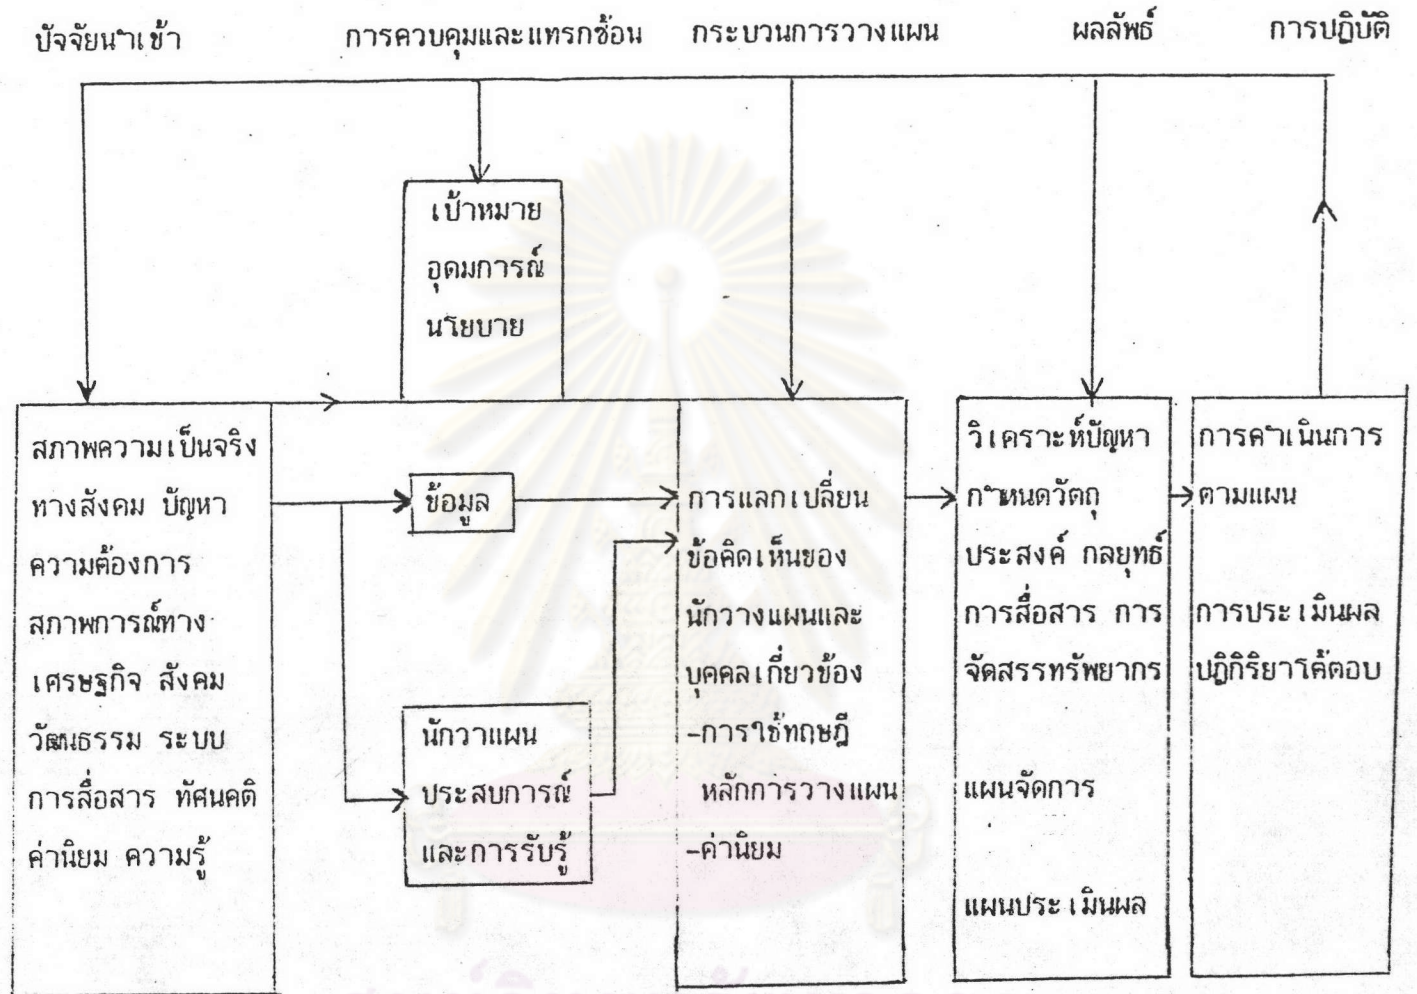 ปัจจัยนำเข้า
การควบคุมและแทรกซ้อน
กระบวนการวางแผน
ผลลัพธ์
การปฏิบัติ
เป้าหมาย
อุดมการณ์
นโยบาย
สภาพความเป็นจริง
ทางสังคม ปัญหา
ความต้องการ
สภาพการณ์ทาง
เศรษฐกิจ สังคม
วัฒนธรรม ระบบ
การสื่อสาร ทัศนคติ
ค่านิยม ความรู้
ข้อมูล
นักวาแผน
ประสบการณ์
และการรับรู้
การแลกเปลี่ยน
ข้อคิดเห็นของ
นักวางแผนและ
บุคคลเกี่ยวข้อง
-การใช้ทฤษฎี
หลักการวางแผน
-ค่านิยม
วิเคราะห์ปัญหา
กำหนดวัตถุ
ประสงค์ กลยุทธ์
การสื่อสาร การ
จัดสรรทรัพยากร
แผนจัดการ
แผนประเมินผล
การดำเนินการ
ตามแผน
การประเมินผล
ปฏิกิริยาโต้ตอบ